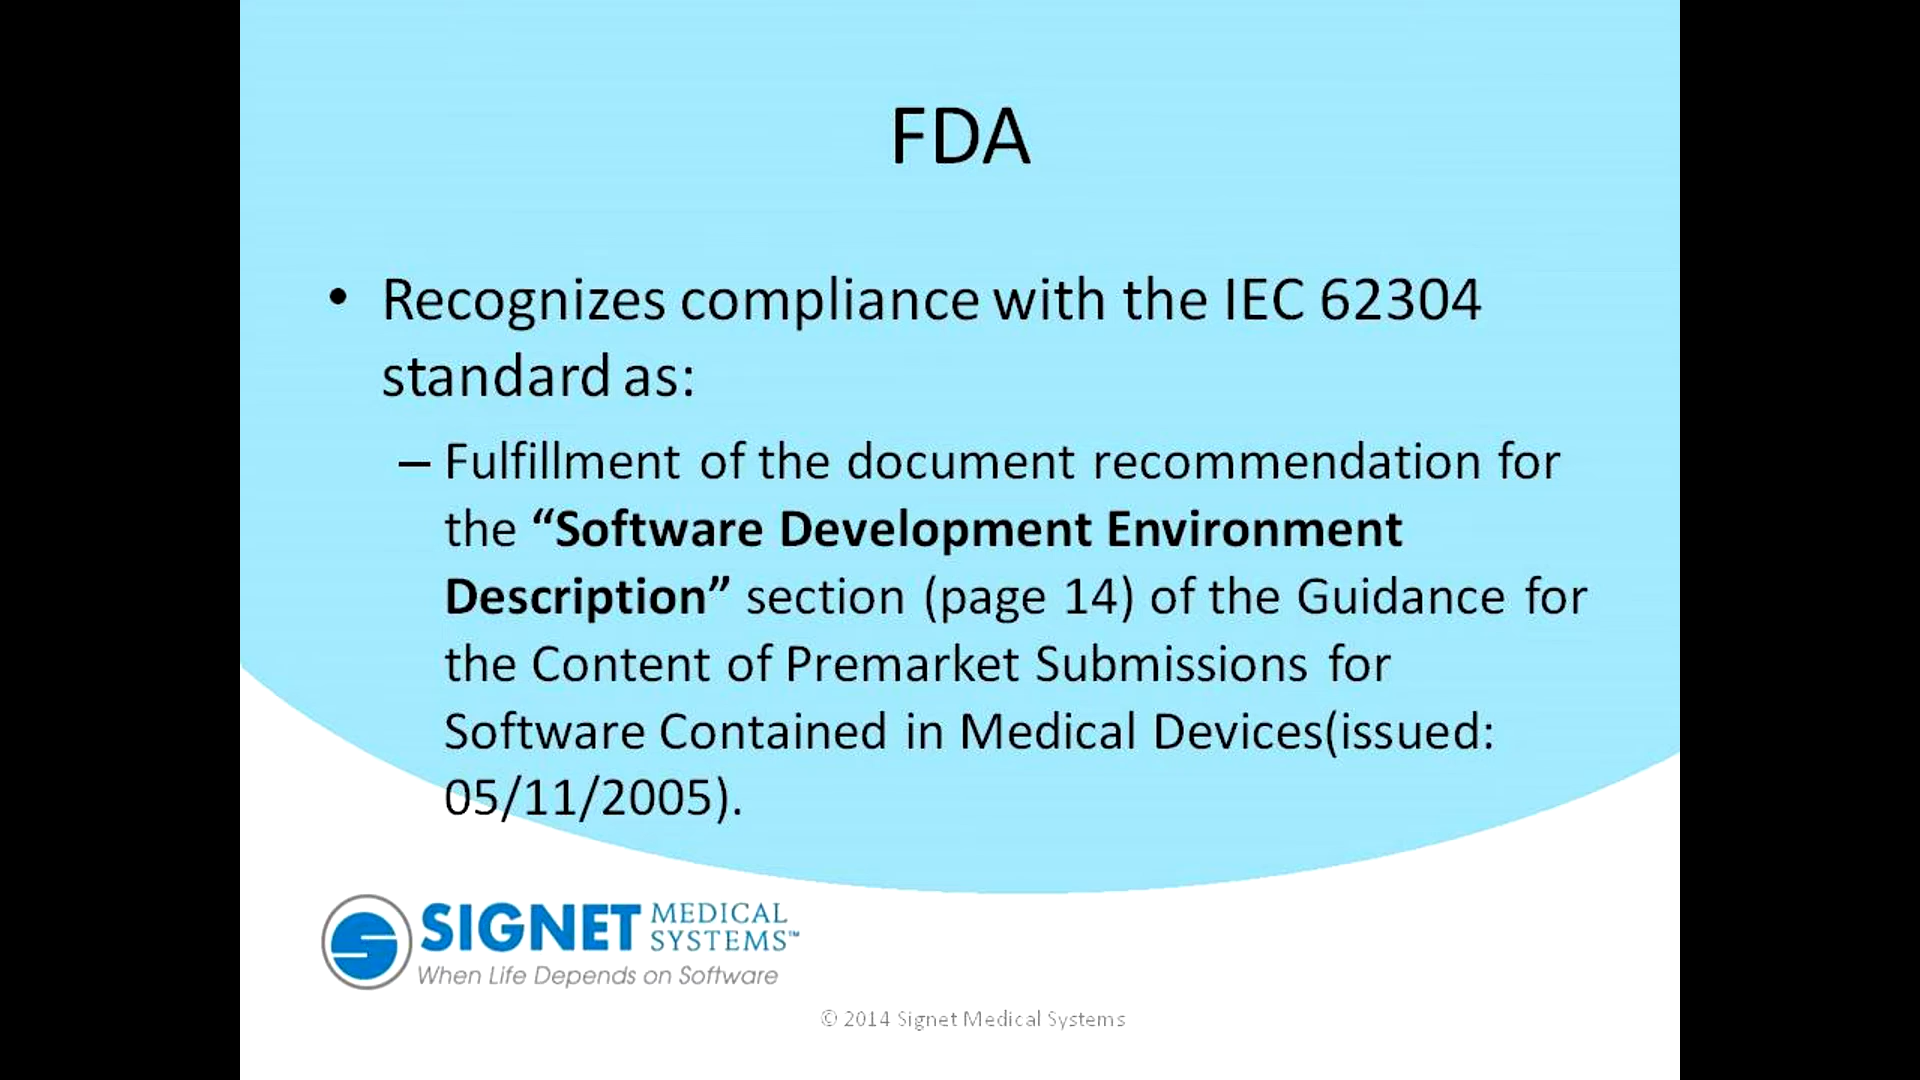 FDA
• Recognizes compliance with the IEC 62304
standard as:
– Fulfillment of the document recommendation for
the “Software Development Environment
Description” section (page 14) of the Guidance for
the Content of Premarket Submissions for
Software Contained in Medical Devices(issued:
05/11/2005).
SIGNET MEDICAL
SYSTEMS™
When Life Depends on Software
© 2014 Signet Medical Systems